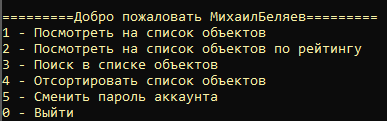 =========Добро пожаловать МихаилБеляев=========
1 - Посмотреть на список объектов
2 - Посмотреть на список объектов по рейтингу
3 - Поиск в списке объектов
4 - Отсортировать список объектов
5 - Сменить пароль аккаунта
0 - Выйти